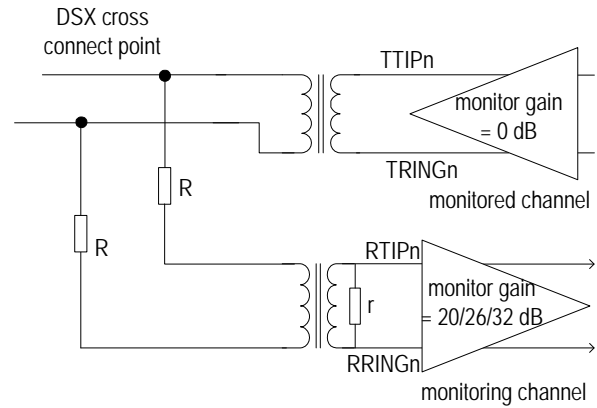 DSX cross
connect point
TTIPn
monitor gain
= 0 dB
TRINGn
monitored channel
R
R
RTIPn
monitor gain
= 20/26/32 dB
r
RRINGn
monitoring channel